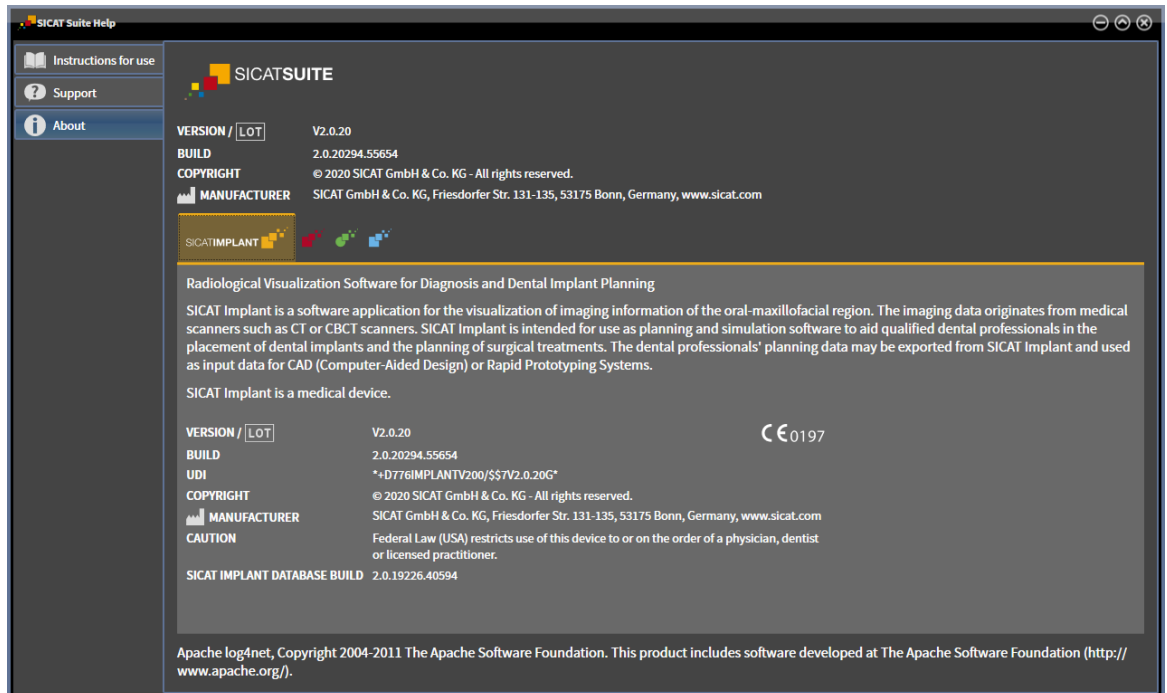 SICAT Suite Help
Instructions for use
Support
About
SICATSUITE
VERSION / LOT V2.0.20
BUILD 2.0.20294.55654
COPYRIGHT © 2020 SICAT GmbH & Co. KG - All rights reserved.
MANUFACTURER SICAT GmbH & Co. KG, Friesdorfer Str. 131-135, 53175 Bonn, Germany, www.sicat.com
SICATIMPLANT
Radiological Visualization Software for Diagnosis and Dental Implant Planning
SICAT Implant is a software application for the visualization of imaging information of the oral-maxillofacial region. The imaging data originates from medical
scanners such as CT or CBCT scanners. SICAT Implant is intended for use as planning and simulation software to aid qualified dental professionals in the
placement of dental implants and the planning of surgical treatments. The dental professionals' planning data may be exported from SICAT Implant and used
as input data for CAD (Computer-Aided Design) or Rapid Prototyping Systems.
SICAT Implant is a medical device.
VERSION / LOT V2.0.20 CE0197
BUILD 2.0.20294.55654
UDI *+D776IMPLANTV200/$$7V2.0.20G*
COPYRIGHT © 2020 SICAT GmbH & Co. KG - All rights reserved.
MANUFACTURER SICAT GmbH & Co. KG, Friesdorfer Str. 131-135, 53175 Bonn, Germany, www.sicat.com
CAUTION Federal Law (USA) restricts use of this device to or on the order of a physician, dentist
or licensed practitioner.
SICAT IMPLANT DATABASE BUILD 2.0.19226.40594
Apache log4net, Copyright 2004-2011 The Apache Software Foundation. This product includes software developed at The Apache Software Foundation (http://
www.apache.org/).